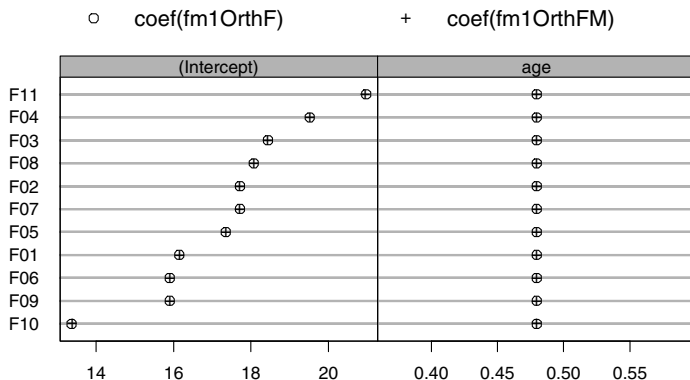 coef(fm1OrthF) coef(fm1OrthFM)
(Intercept) age
F11
F04
F03
F08
F02
F07
F05
F01
F06
F09
F10
14 16 18 20 0.40 0.45 0.50 0.55